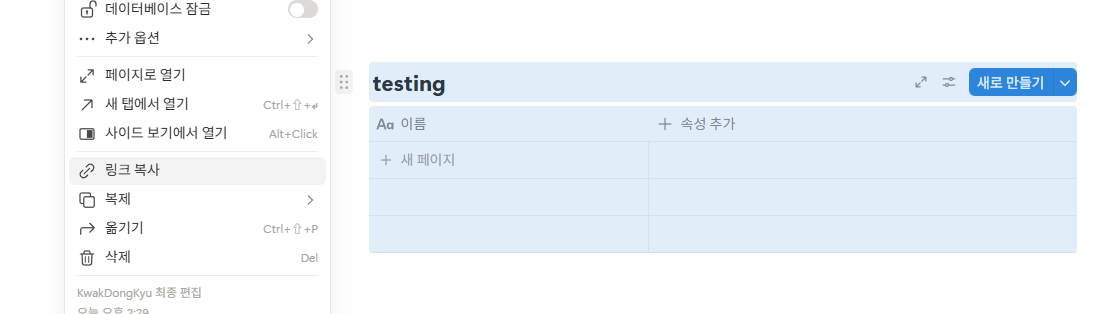 데이터베이스 잠금
추가 옵션
페이지로 열기
새 탭에서 열기 Ctrl+⇧+↲
사이드 보기에서 열기 Alt+Click
링크 복사
복제
옮기기 Ctrl+⇧+P
삭제 Del
KwakDongKyu 최종 편집
오늘 오후 2:29
testing
새로 만들기
Aa 이름
+ 속성 추가
+ 새 페이지